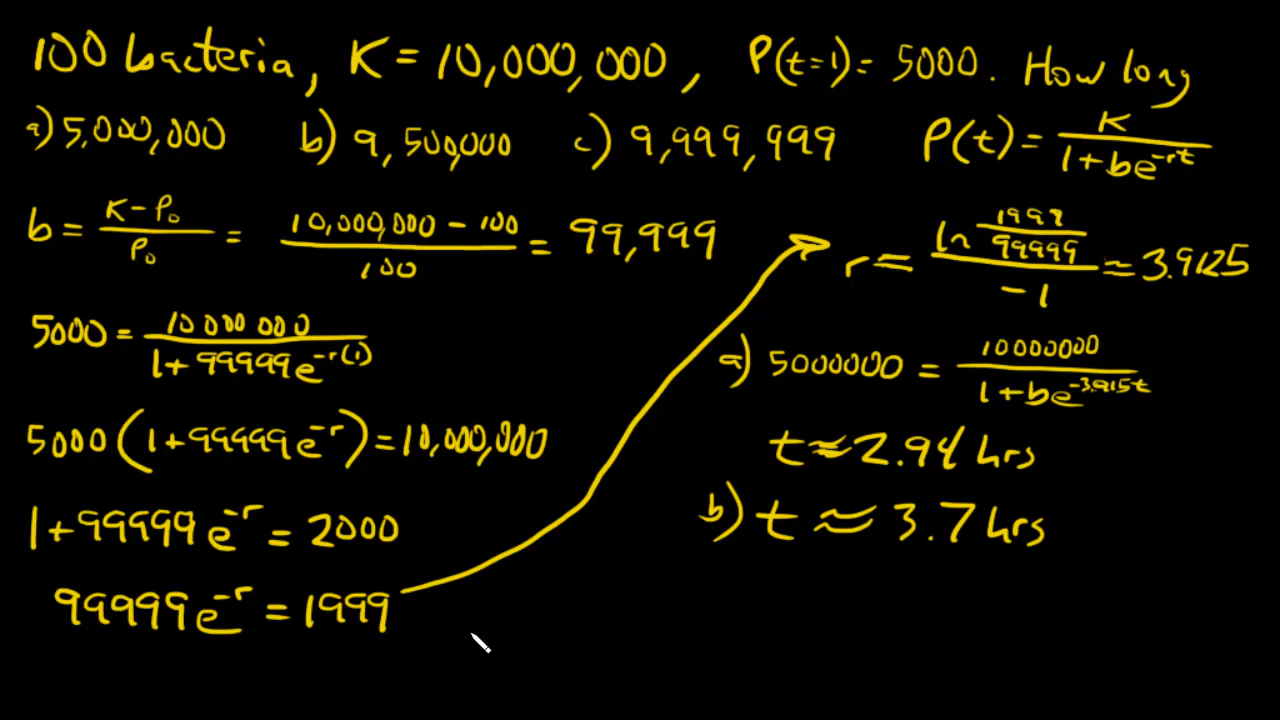 100 bacteria, K = 10,000,000, P(t=1) = 5000. How long
a) 5,000,000 b) 9,500,000 c) 9,999,999 P(t) = K / (1 + be^-rt)
b = (K - P₀) / P₀ = (10,000,000 - 100) / 100 = 99,999
r = (ln 1999/99999) / -1 ≈ 3.9125
5000 = 10 000 000 / (1 + 99999e^-r(1))
5000 (1 + 99999e^-r) = 10,000,000
1 + 99999e^-r = 2000
99999e^-r = 1999
a) 5000000 = 10000000 / (1 + be^-3.915t)
t ≈ 2.94 hrs
b) t ≈ 3.7 hrs